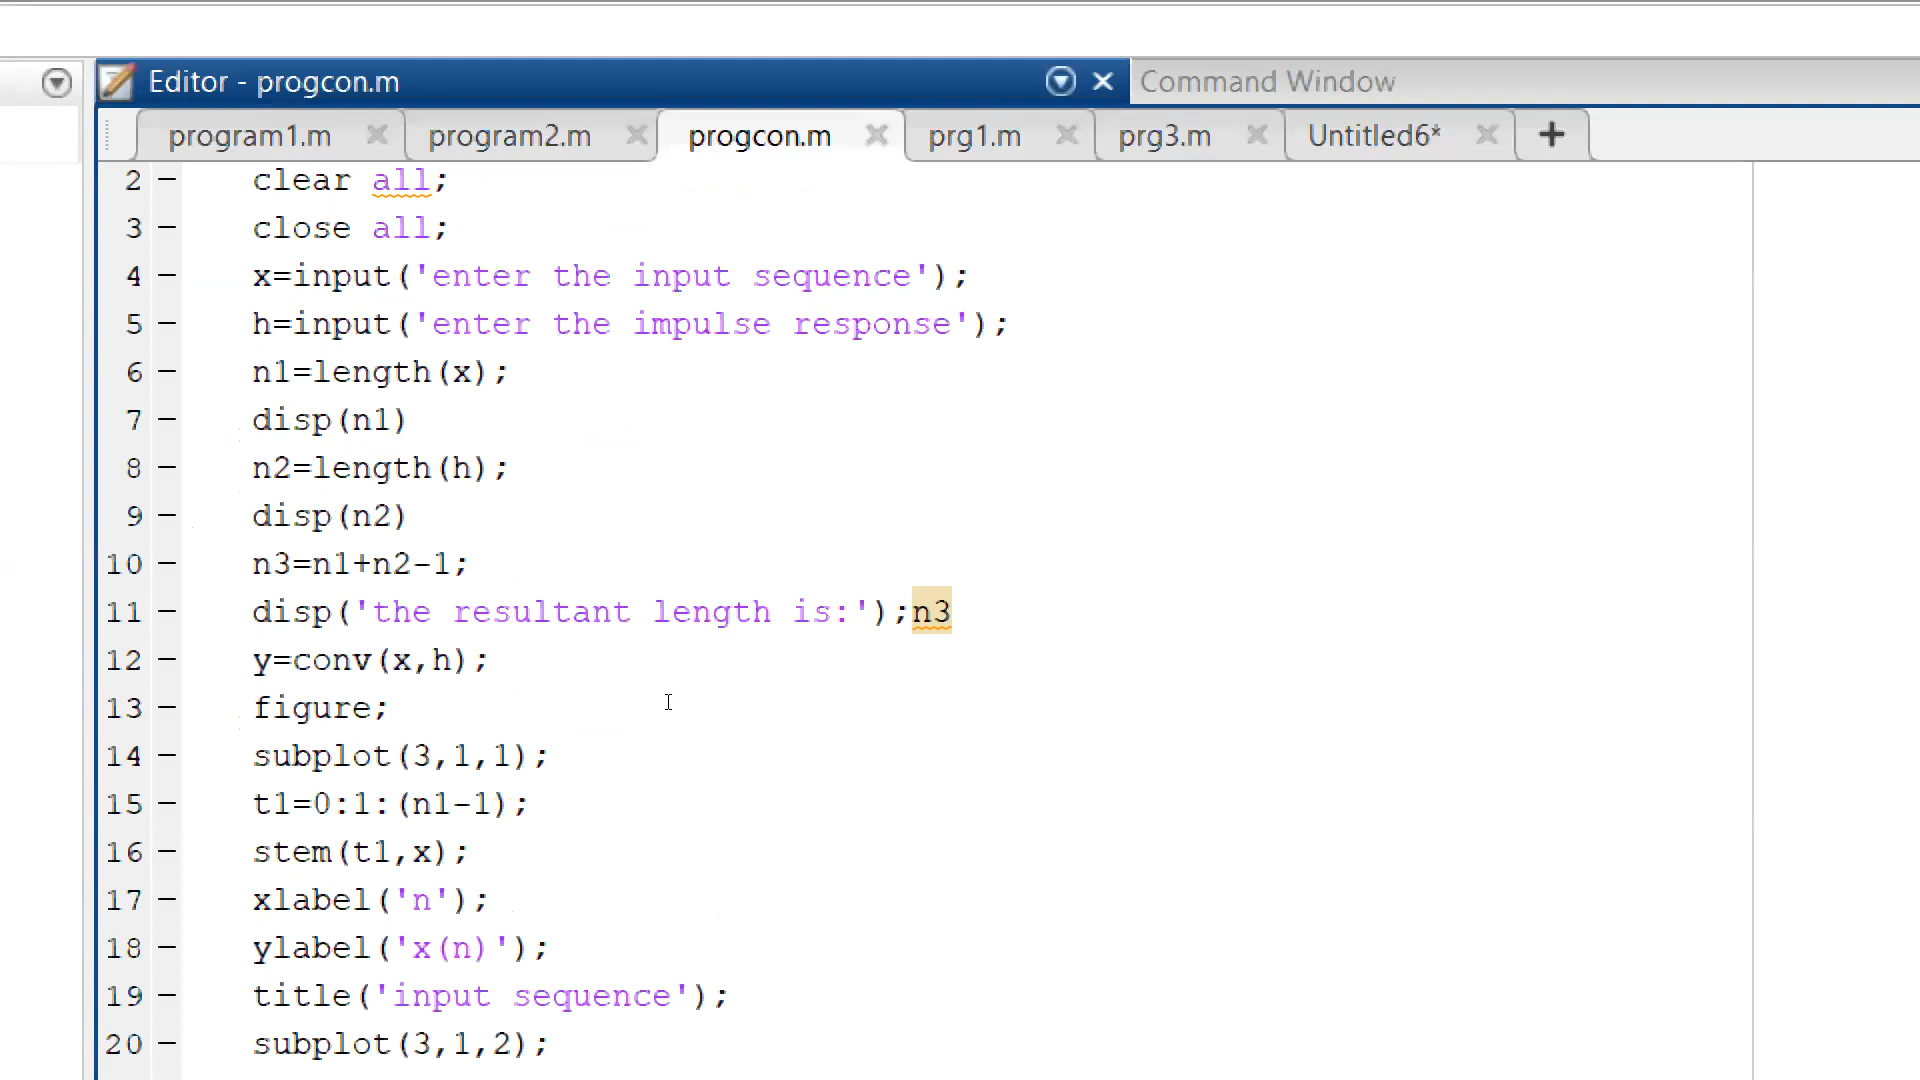 Editor - progcon.m
Command Window
program1.m
program2.m
progcon.m
prg1.m
prg3.m
Untitled6*
2 - clear all;
3 - close all;
4 - x=input('enter the input sequence');
5 - h=input('enter the impulse response');
6 - n1=length(x);
7 - disp(n1)
8 - n2=length(h);
9 - disp(n2)
10 - n3=n1+n2-1;
11 - disp('the resultant length is:');n3
12 - y=conv(x,h);
13 - figure;
14 - subplot(3,1,1);
15 - t1=0:1:(n1-1);
16 - stem(t1,x);
17 - xlabel('n');
18 - ylabel('x(n)');
19 - title('input sequence');
20 - subplot(3,1,2);